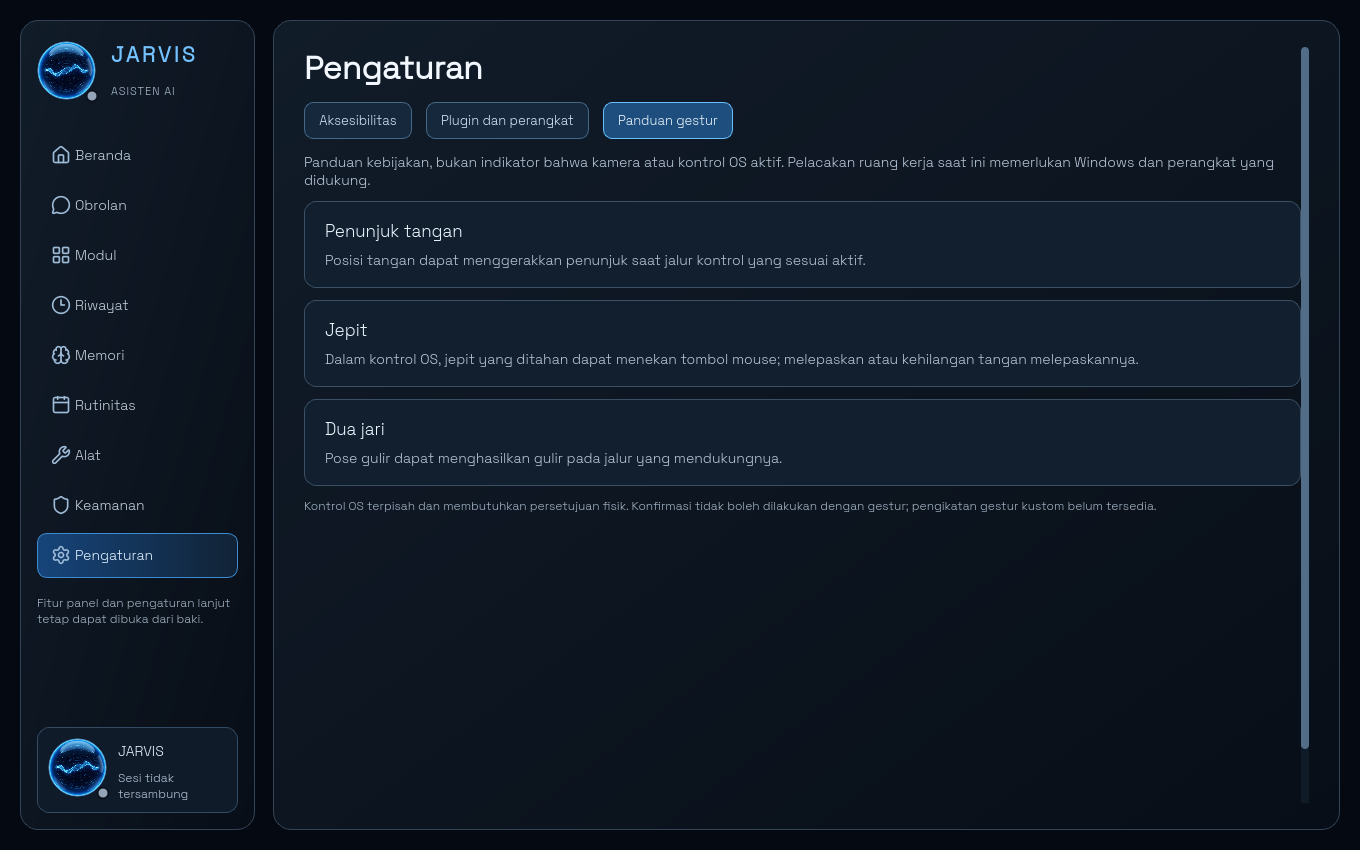 JARVIS
ASISTEN AI
Beranda
Obrolan
Modul
Riwayat
Memori
Rutinitas
Alat
Keamanan
Pengaturan
Fitur panel dan pengaturan lanjut
tetap dapat dibuka dari baki.
JARVIS
Sesi tidak
tersambung
Pengaturan
Aksesibilitas
Plugin dan perangkat
Panduan gestur
Panduan kebijakan, bukan indikator bahwa kamera atau kontrol OS aktif. Pelacakan ruang kerja saat ini memerlukan Windows dan perangkat yang
didukung.
Penunjuk tangan
Posisi tangan dapat menggerakkan penunjuk saat jalur kontrol yang sesuai aktif.
Jepit
Dalam kontrol OS, jepit yang ditahan dapat menekan tombol mouse; melepaskan atau kehilangan tangan melepaskannya.
Dua jari
Pose gulir dapat menghasilkan gulir pada jalur yang mendukungnya.
Kontrol OS terpisah dan membutuhkan persetujuan fisik. Konfirmasi tidak boleh dilakukan dengan gestur; pengikatan gestur kustom belum tersedia.